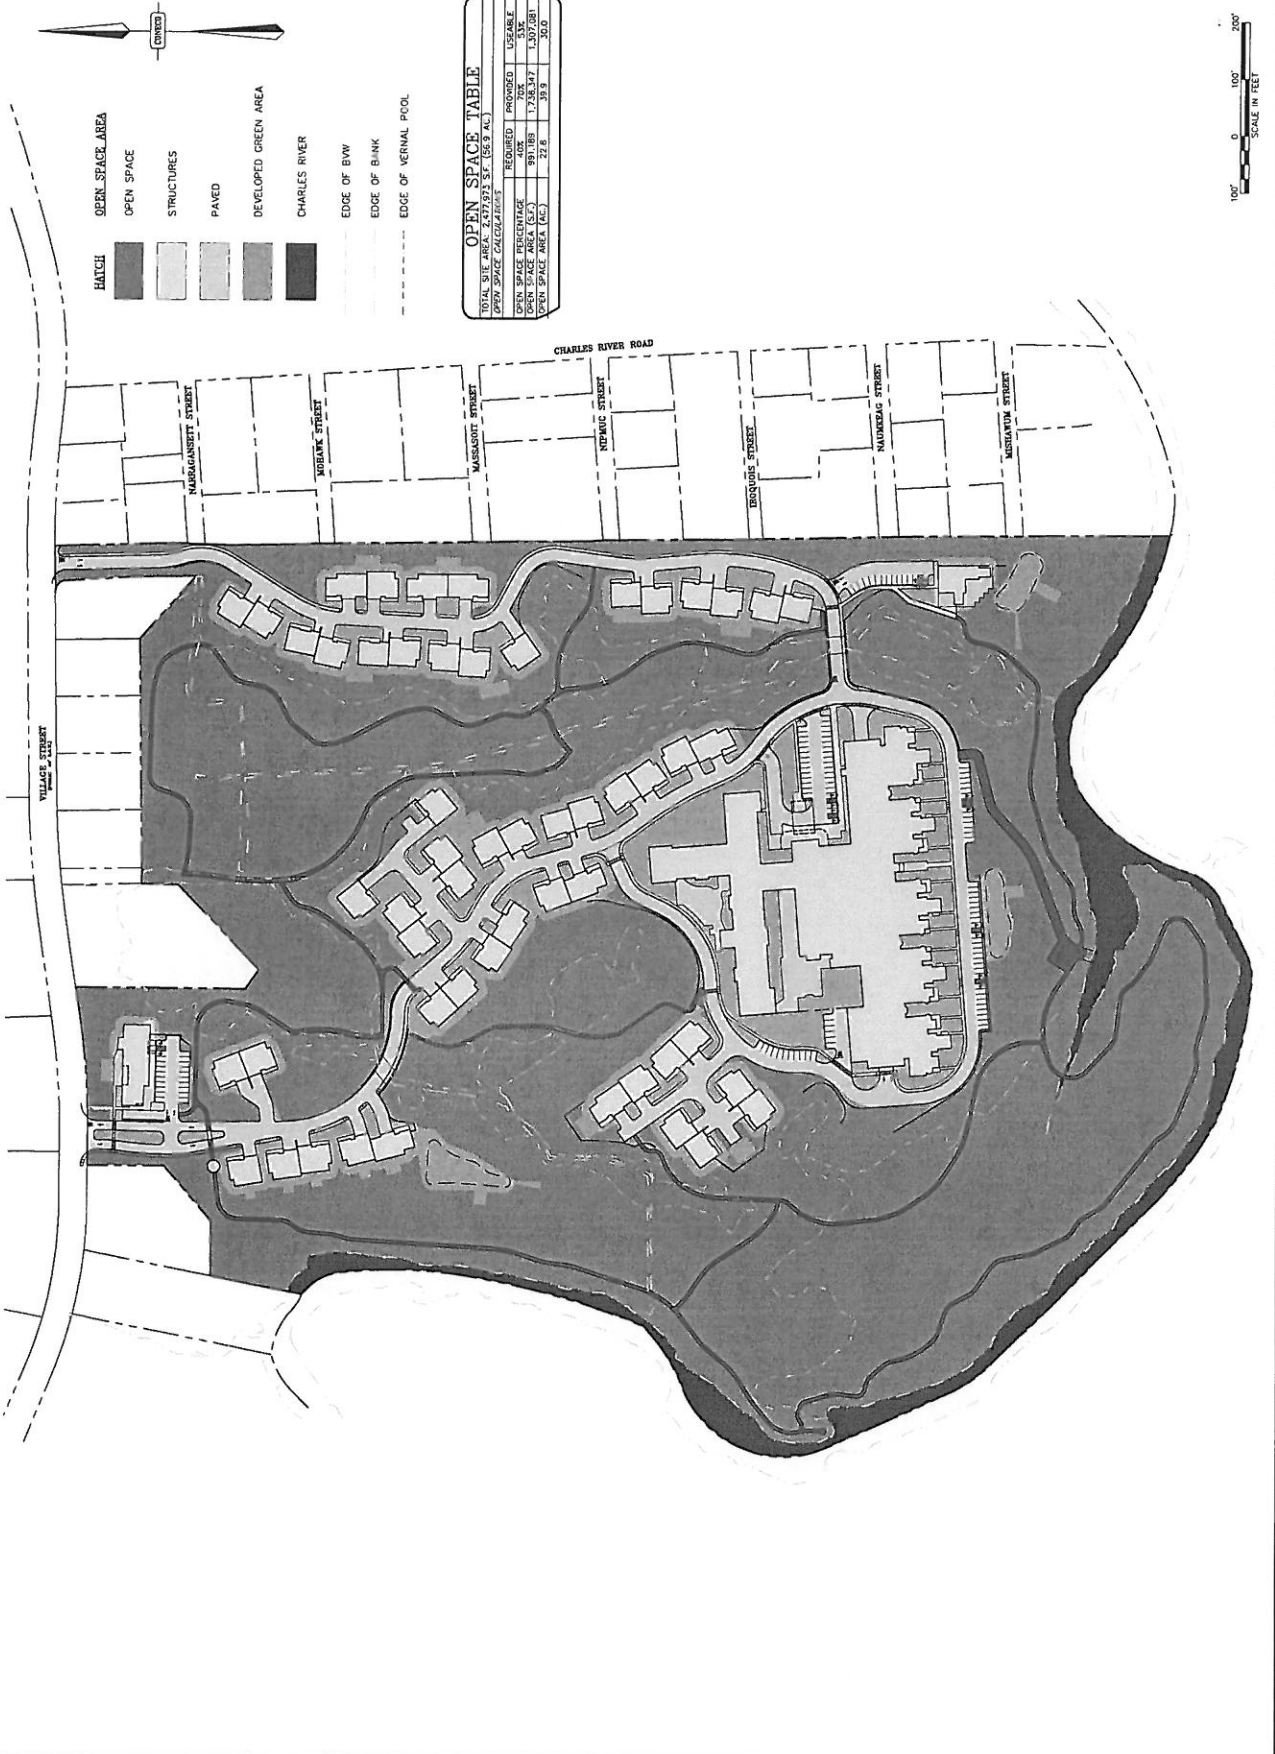 CONECO
HATCH OPEN SPACE AREA
OPEN SPACE
STRUCTURES
PAVED
DEVELOPED GREEN AREA
CHARLES RIVER
EDGE OF BVW
EDGE OF BANK
EDGE OF VERNAL POOL
OPEN SPACE TABLE
TOTAL SITE AREA: 2,477,973 S.F. (56.9 AC.)
OPEN SPACE CALCULATIONS
REQUIRED PROVIDED USEABLE
OPEN SPACE PERCENTAGE 40% 70% 53%
OPEN SPACE AREA (S.F.) 991,189 1,738,347 1,307,081
OPEN SPACE AREA (AC.) 22.8 39.9 30.0
VILLAGE STREET
CHARLES RIVER ROAD
NARRAGANSETT STREET
MOHAWK STREET
MASSASOIT STREET
NIPMUC STREET
IROQUOIS STREET
NAUMKEAG STREET
MISHAWUM STREET
100' 0 100' 200'
SCALE IN FEET